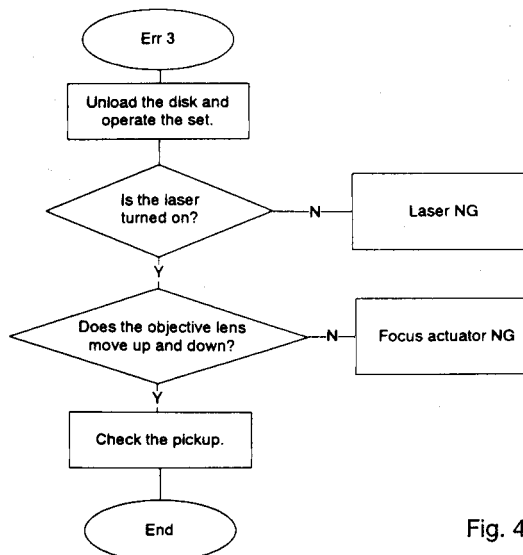 Err 3
Unload the disk and
operate the set.
Is the laser
turned on?
N
Laser NG
Y
Does the objective lens
move up and down?
N
Focus actuator NG
Y
Check the pickup.
End
Fig. 4